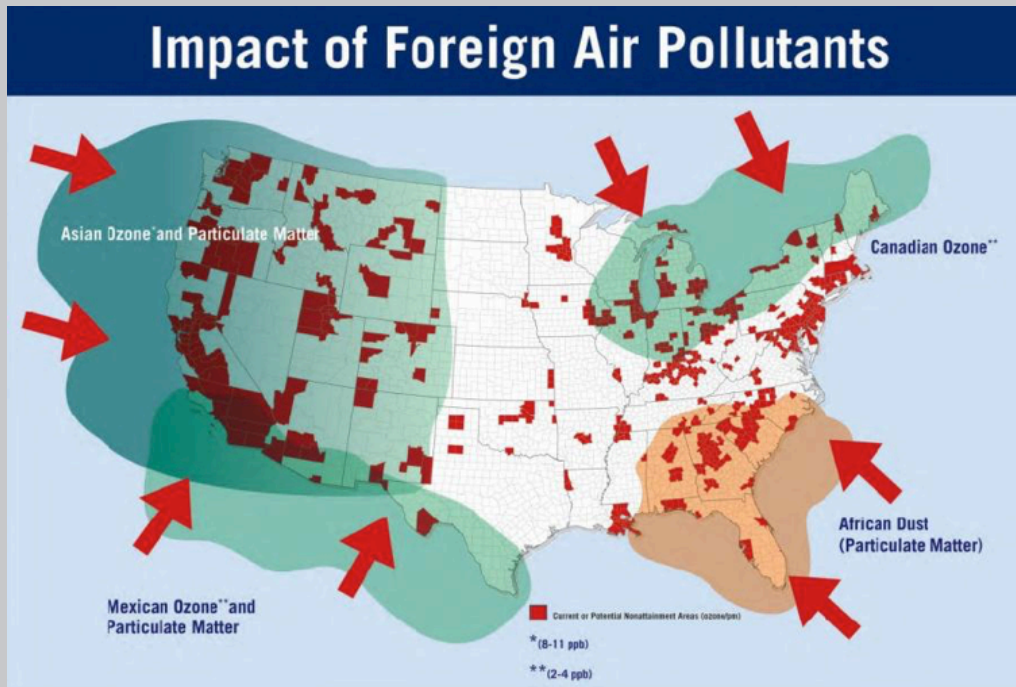 Impact of Foreign Air Pollutants
Asian Ozone* and Particulate Matter
Canadian Ozone**
African Dust
(Particulate Matter)
Mexican Ozone** and
Particulate Matter
Current or Potential Nonattainment Areas (ozone/pm)
*(8-11 ppb)
**(2-4 ppb)